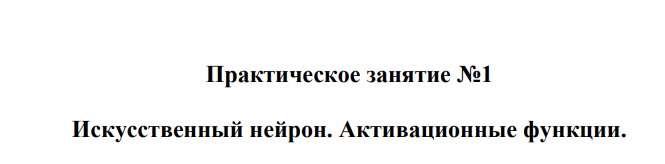 Практическое занятие №1
Искусственный нейрон. Активационные функции.